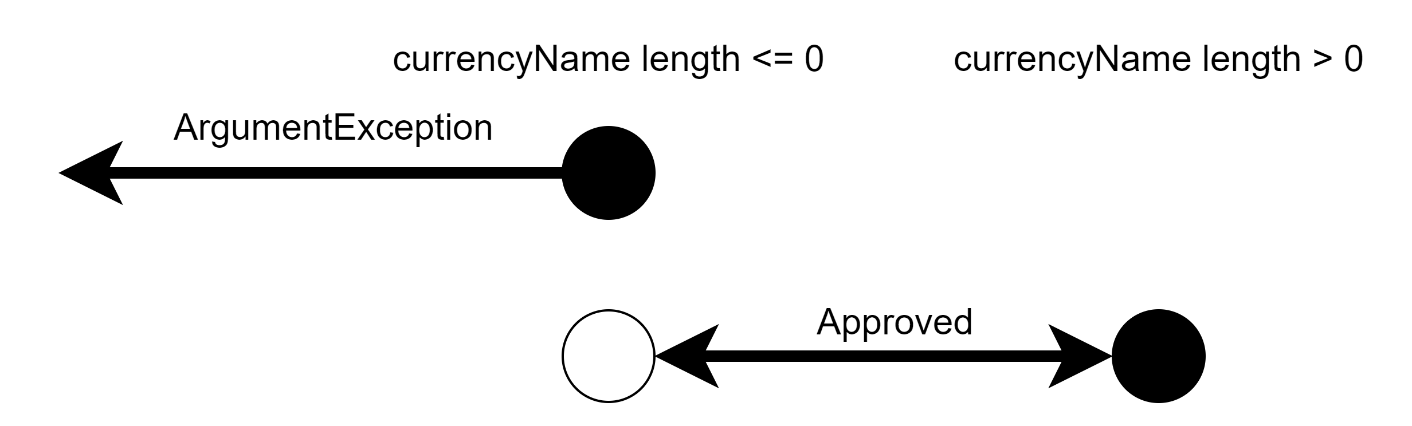 currencyName length <= 0
currencyName length > 0
ArgumentException
Approved